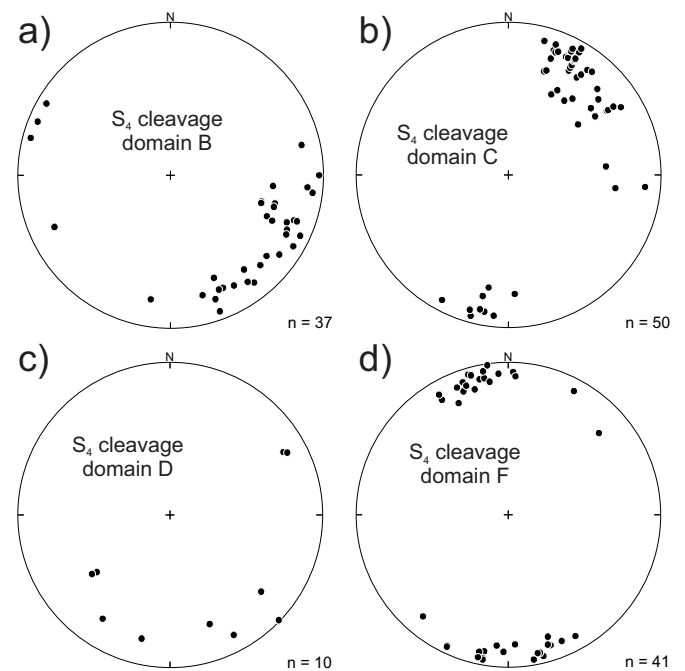 a)
N
S₄ cleavage
domain B
n = 37
b)
N
S₄ cleavage
domain C
n = 50
c)
N
S₄ cleavage
domain D
n = 10
d)
N
S₄ cleavage
domain F
n = 41